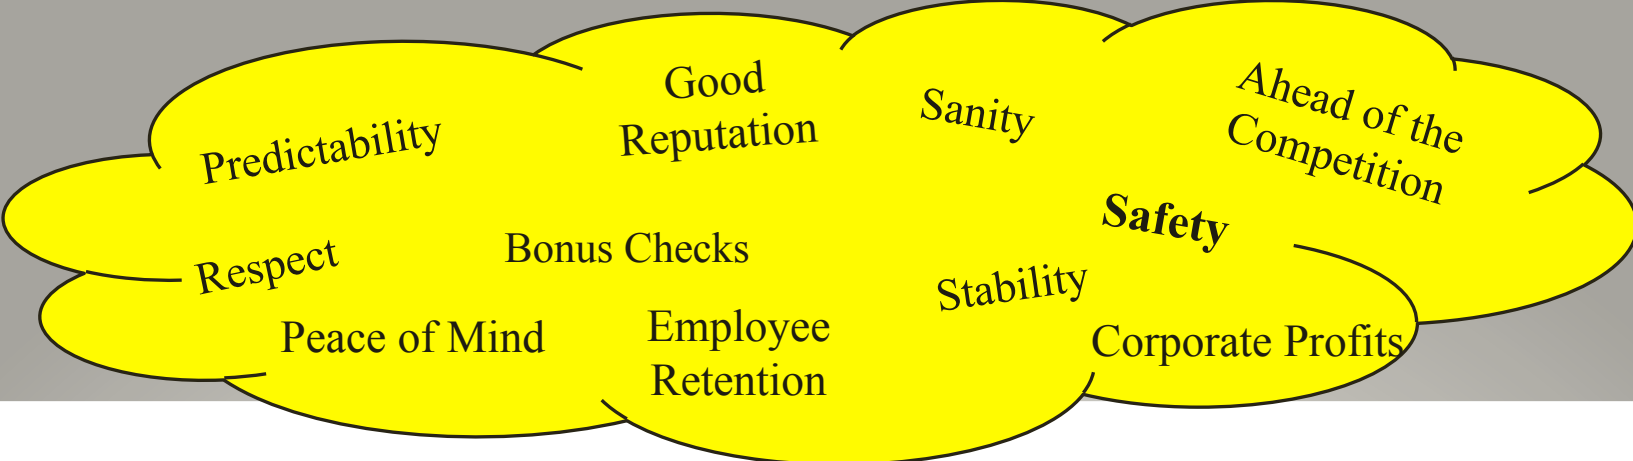 Good
Reputation
Sanity
Ahead of the
Competition
Predictability
Safety
Respect
Bonus Checks
Stability
Peace of Mind
Employee
Retention
Corporate Profits